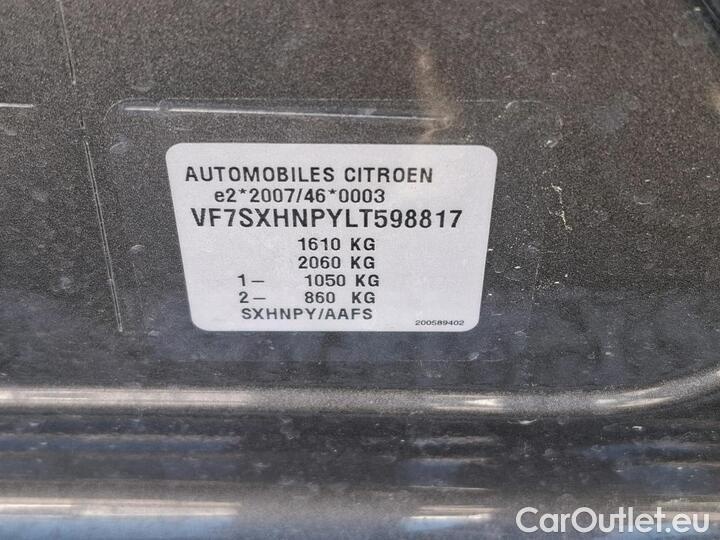 AUTOMOBILES CITROEN
e2*2007/46*0003
VF7SXHNPYLT598817
1610 KG
2060 KG
1– 1050 KG
2– 860 KG
SXHNPY/AAFS
200589402
CarOutlet.eu